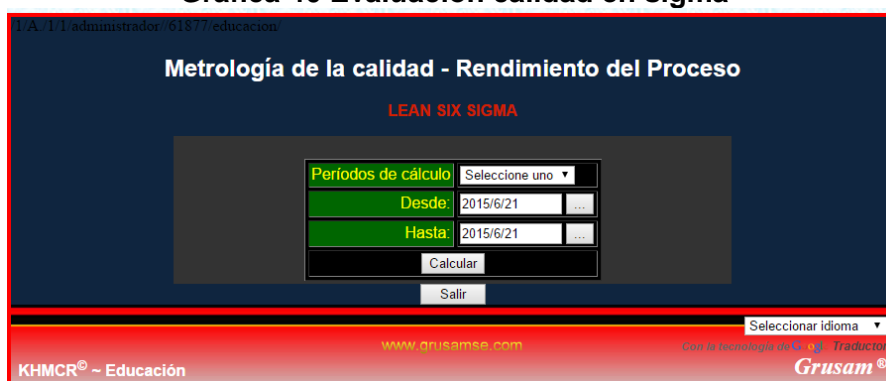 Gráfica 49 Evaluación calidad en sigma
1/A./1/1/administrador//61877/educacion/
Metrología de la calidad - Rendimiento del Proceso
LEAN SIX SIGMA
Períodos de cálculo Seleccione uno
Desde: 2015/6/21 ...
Hasta: 2015/6/21 ...
Calcular
Salir
Seleccionar idioma
www.grusamse.com
Con la tecnología de Traductor
KHMCR© ~ Educación
Grusam ®